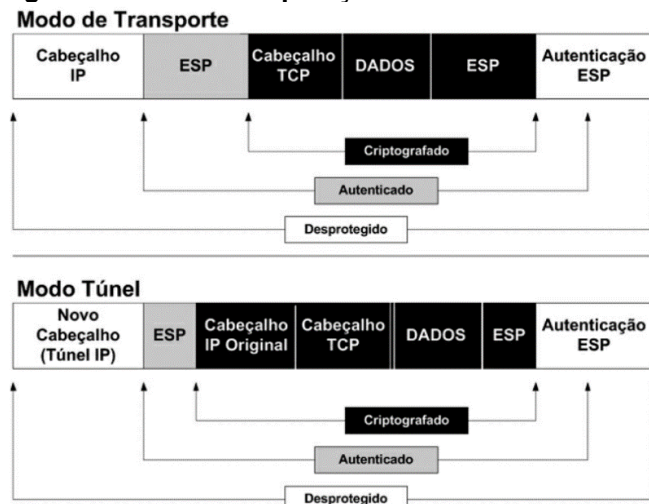 Modo de Transporte
Cabeçalho IP
ESP
Cabeçalho TCP
DADOS
ESP
Autenticação ESP
Criptografado
Autenticado
Desprotegido
Modo Túnel
Novo Cabeçalho (Túnel IP)
ESP
Cabeçalho IP Original
Cabeçalho TCP
DADOS
ESP
Autenticação ESP
Criptografado
Autenticado
Desprotegido